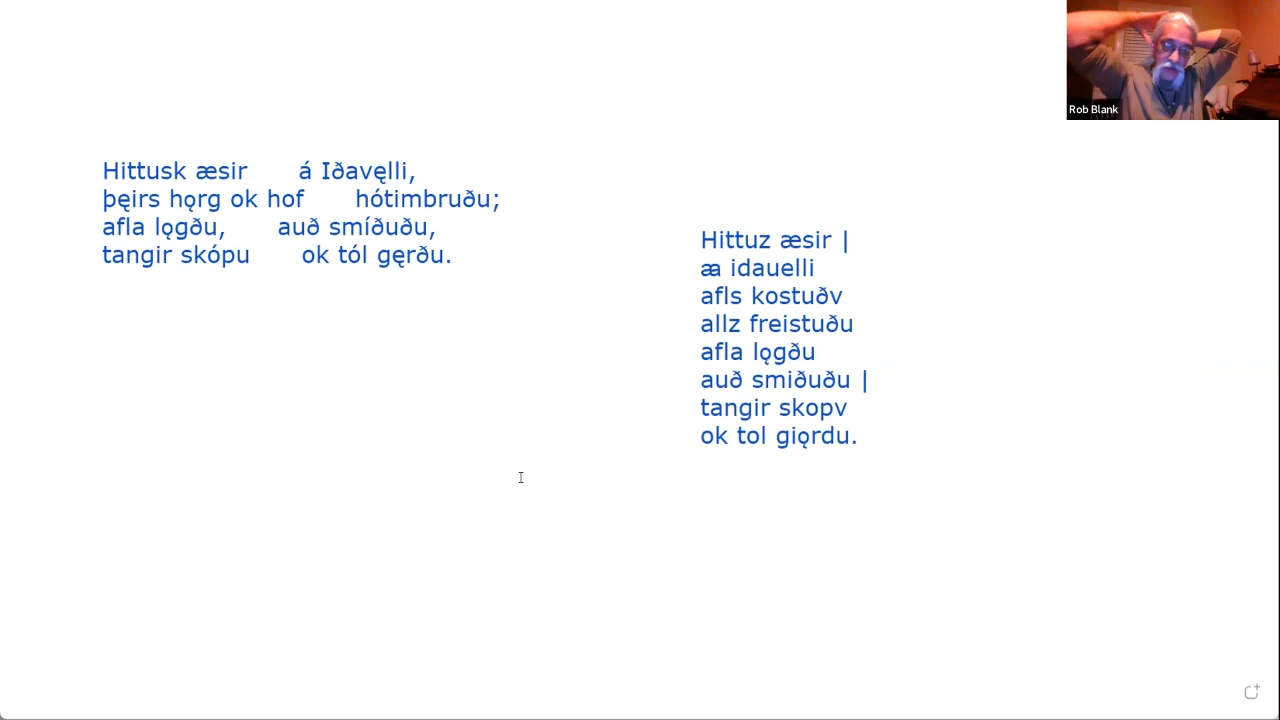 Rob Blank
Hittusk æsir á Iðavęlli,
þęirs hǫrg ok hof hótimbruðu;
afla lǫgðu, auð smíðuðu,
tangir skópu ok tól gęrðu.
Hittuz æsir |
ꜳ idauelli
afls kostuðv
allz freistuðu
afla lǫgðu
auð smiðuðu |
tangir skopv
ok tol giǫrdu.